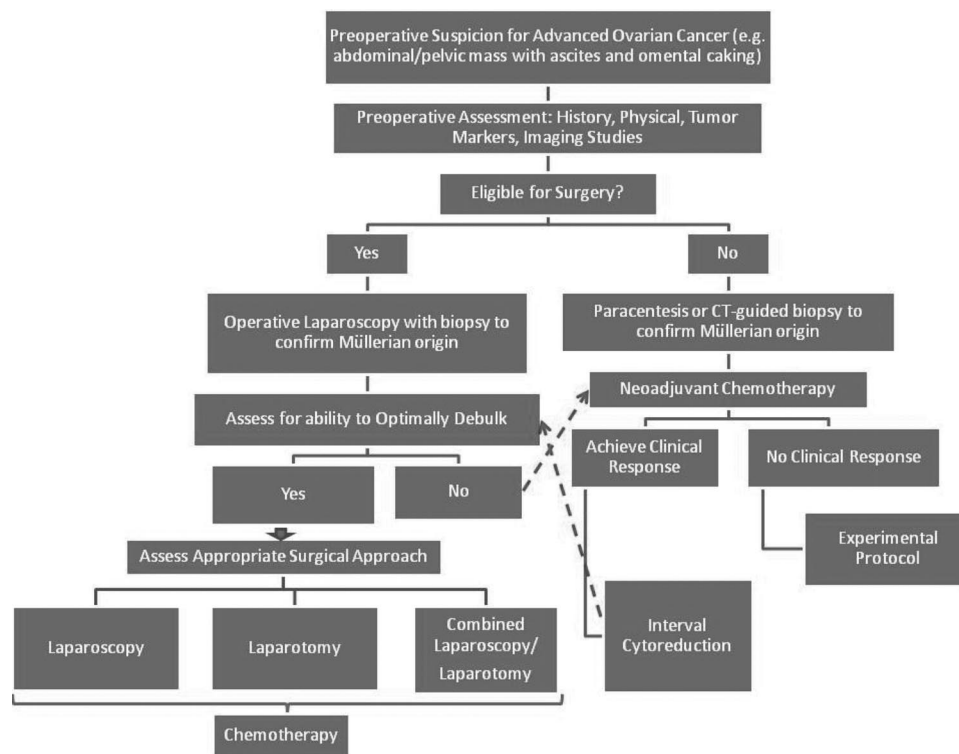 Preoperative Suspicion for Advanced Ovarian Cancer (e.g.
abdominal/pelvic mass with ascites and omental caking)
Preoperative Assessment: History, Physical, Tumor
Markers, Imaging Studies
Eligible for Surgery?
Yes
No
Operative Laparoscopy with biopsy to
confirm Müllerian origin
Paracentesis or CT-guided biopsy to
confirm Müllerian origin
Neoadjuvant Chemotherapy
Assess for ability to Optimally Debulk
Achieve Clinical
Response
No Clinical Response
Yes
No
Assess Appropriate Surgical Approach
Experimental
Protocol
Laparoscopy
Laparotomy
Combined
Laparoscopy/
Laparotomy
Interval
Cytoreduction
Chemotherapy